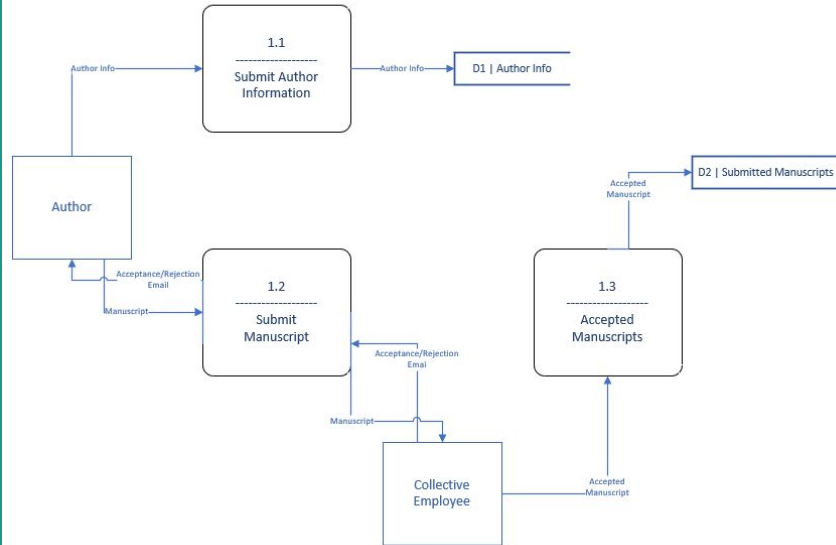 1.1
-------------------
Submit Author
Information
Author Info
Author Info
D1 | Author Info
Author
Accepted
Manuscript
D2 | Submitted Manuscripts
Acceptance/Rejection
Email
Manuscript
1.2
-------------------
Submit
Manuscript
1.3
-------------------
Accepted
Manuscripts
Acceptance/Rejection
Emai
Manuscript
Collective
Employee
Accepted
Manuscript